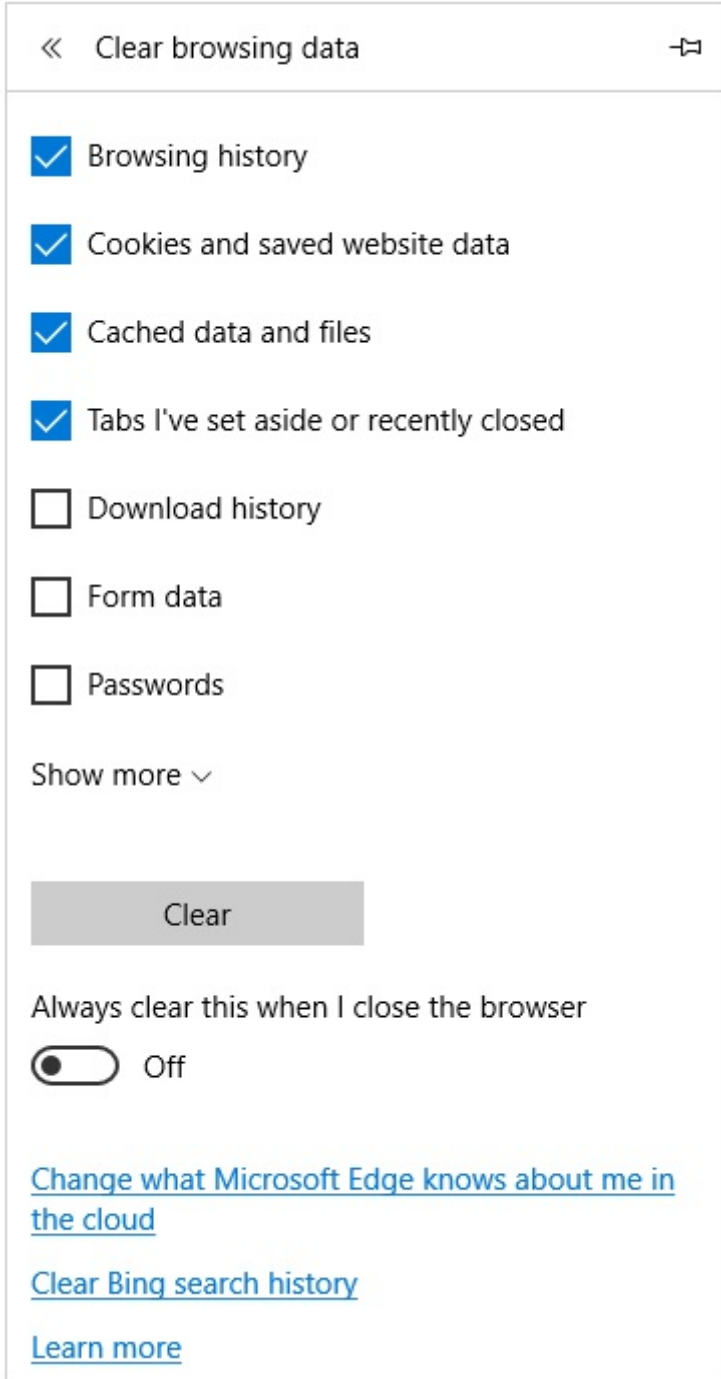 Clear browsing data
Browsing history
Cookies and saved website data
Cached data and files
Tabs I've set aside or recently closed
Download history
Form data
Passwords
Show more
Clear
Always clear this when I close the browser
Off
Change what Microsoft Edge knows about me in
the cloud
Clear Bing search history
Learn more